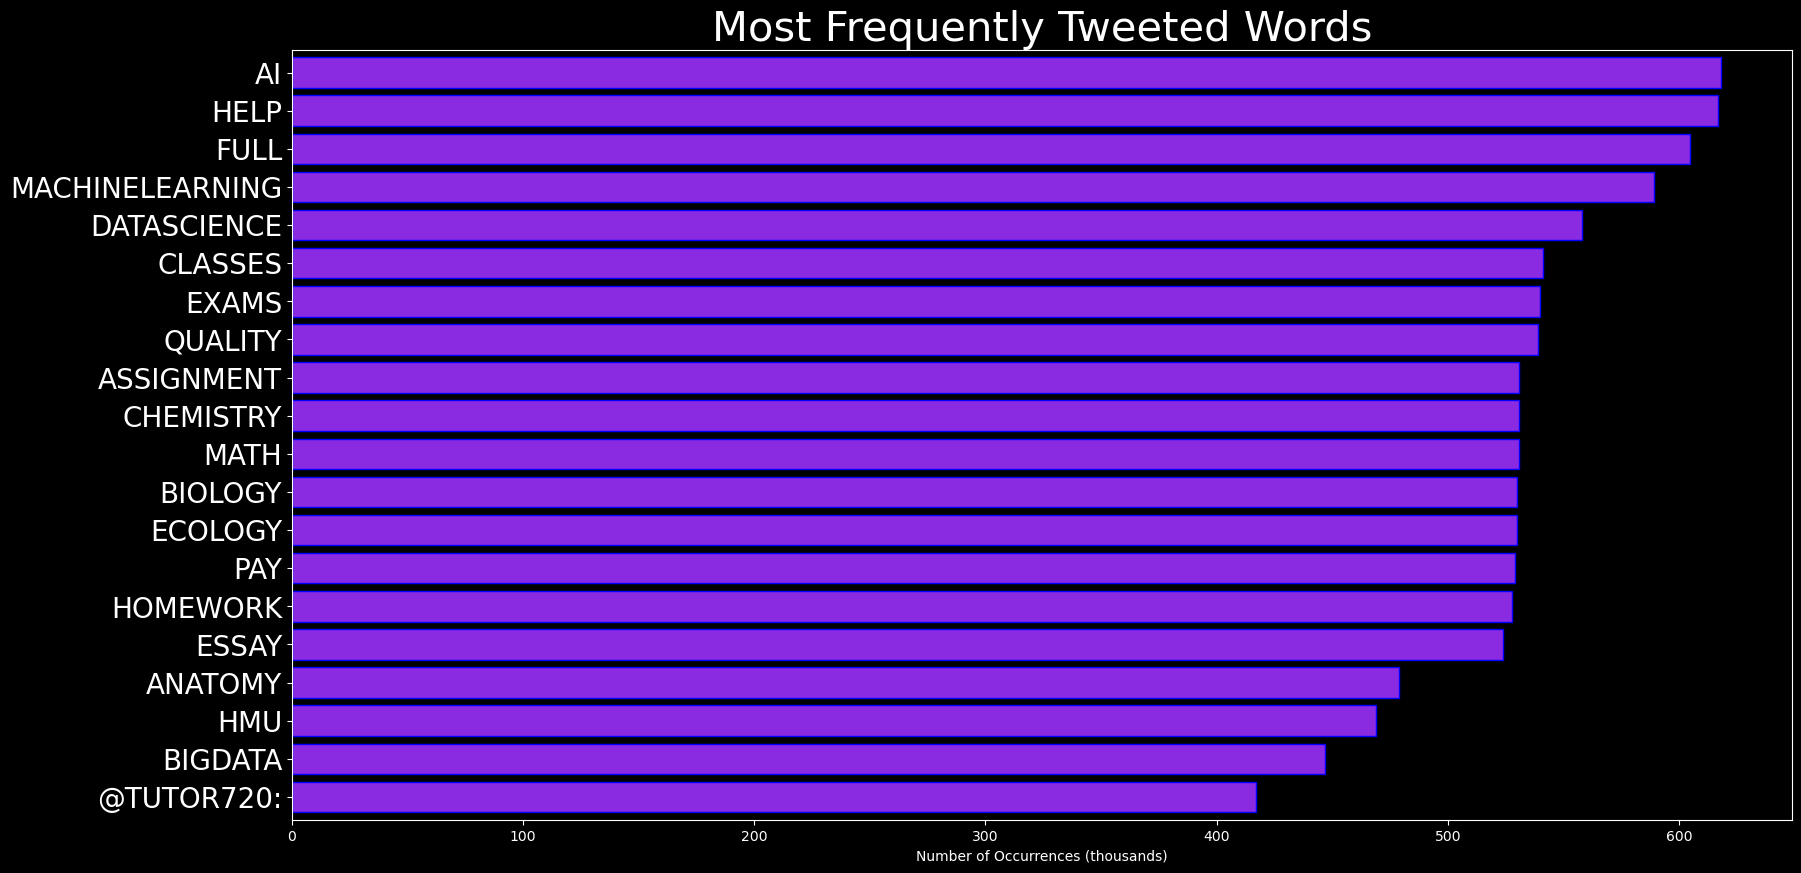 Most Frequently Tweeted Words
AI
HELP
FULL
MACHINELEARNING
DATASCIENCE
CLASSES
EXAMS
QUALITY
ASSIGNMENT
CHEMISTRY
MATH
BIOLOGY
ECOLOGY
PAY
HOMEWORK
ESSAY
ANATOMY
HMU
BIGDATA
@TUTOR720:
0 100 200 300 400 500 600
Number of Occurrences (thousands)